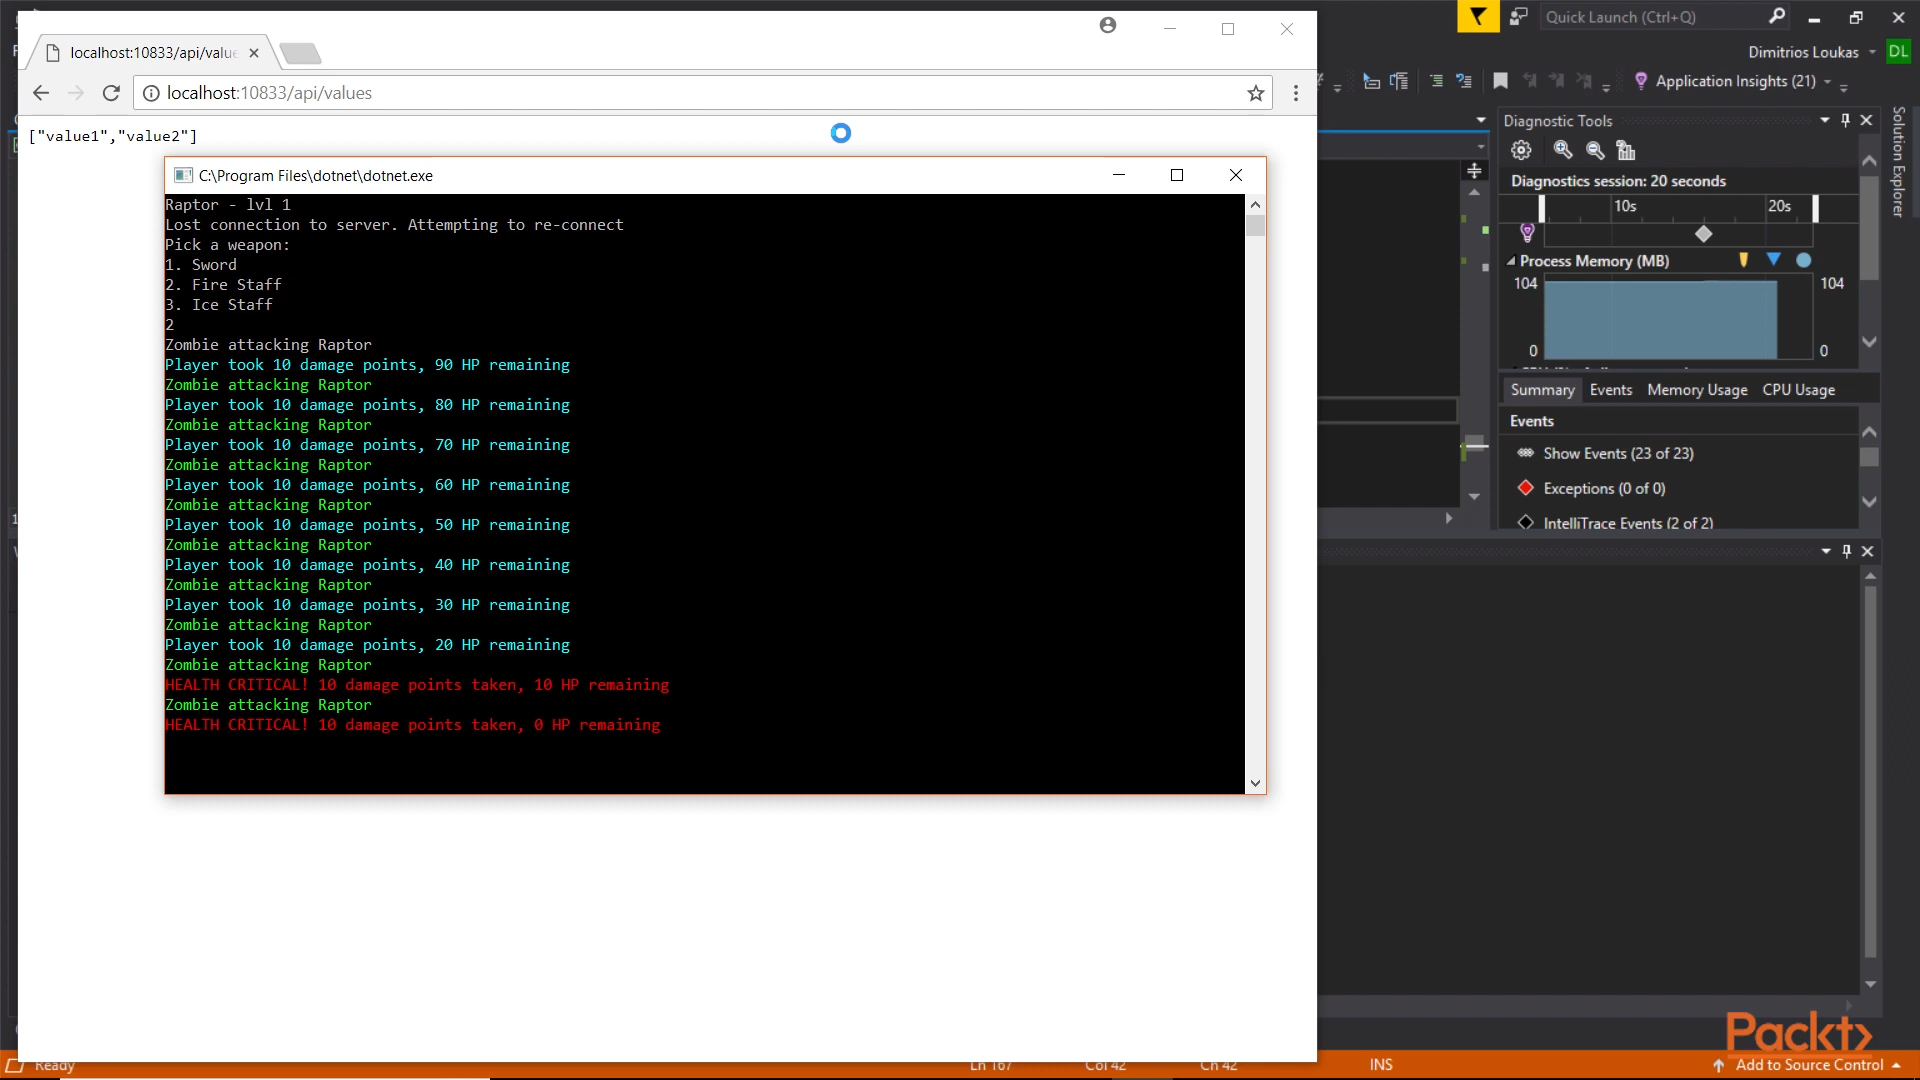 Quick Launch (Ctrl+Q)
localhost:10833/api/value
Dimitrios Loukas
DL
localhost:10833/api/values
Application Insights (21)
["value1","value2"]
Diagnostic Tools
Solution Explorer
C:\Program Files\dotnet\dotnet.exe
Diagnostics session: 20 seconds
10s
20s
Raptor - lvl 1
Lost connection to server. Attempting to re-connect
Pick a weapon:
1. Sword
2. Fire Staff
3. Ice Staff
2
Process Memory (MB)
104
104
0
0
Zombie attacking Raptor
Player took 10 damage points, 90 HP remaining
Zombie attacking Raptor
Player took 10 damage points, 80 HP remaining
Zombie attacking Raptor
Player took 10 damage points, 70 HP remaining
Zombie attacking Raptor
Player took 10 damage points, 60 HP remaining
Zombie attacking Raptor
Player took 10 damage points, 50 HP remaining
Zombie attacking Raptor
Player took 10 damage points, 40 HP remaining
Zombie attacking Raptor
Player took 10 damage points, 30 HP remaining
Zombie attacking Raptor
Player took 10 damage points, 20 HP remaining
Zombie attacking Raptor
HEALTH CRITICAL! 10 damage points taken, 10 HP remaining
Zombie attacking Raptor
HEALTH CRITICAL! 10 damage points taken, 0 HP remaining
Summary Events Memory Usage CPU Usage
Events
Show Events (23 of 23)
Exceptions (0 of 0)
IntelliTrace Events (2 of 2)
Packt>
Ready
Ln 167
Col 42
Ch 42
INS
Add to Source Control